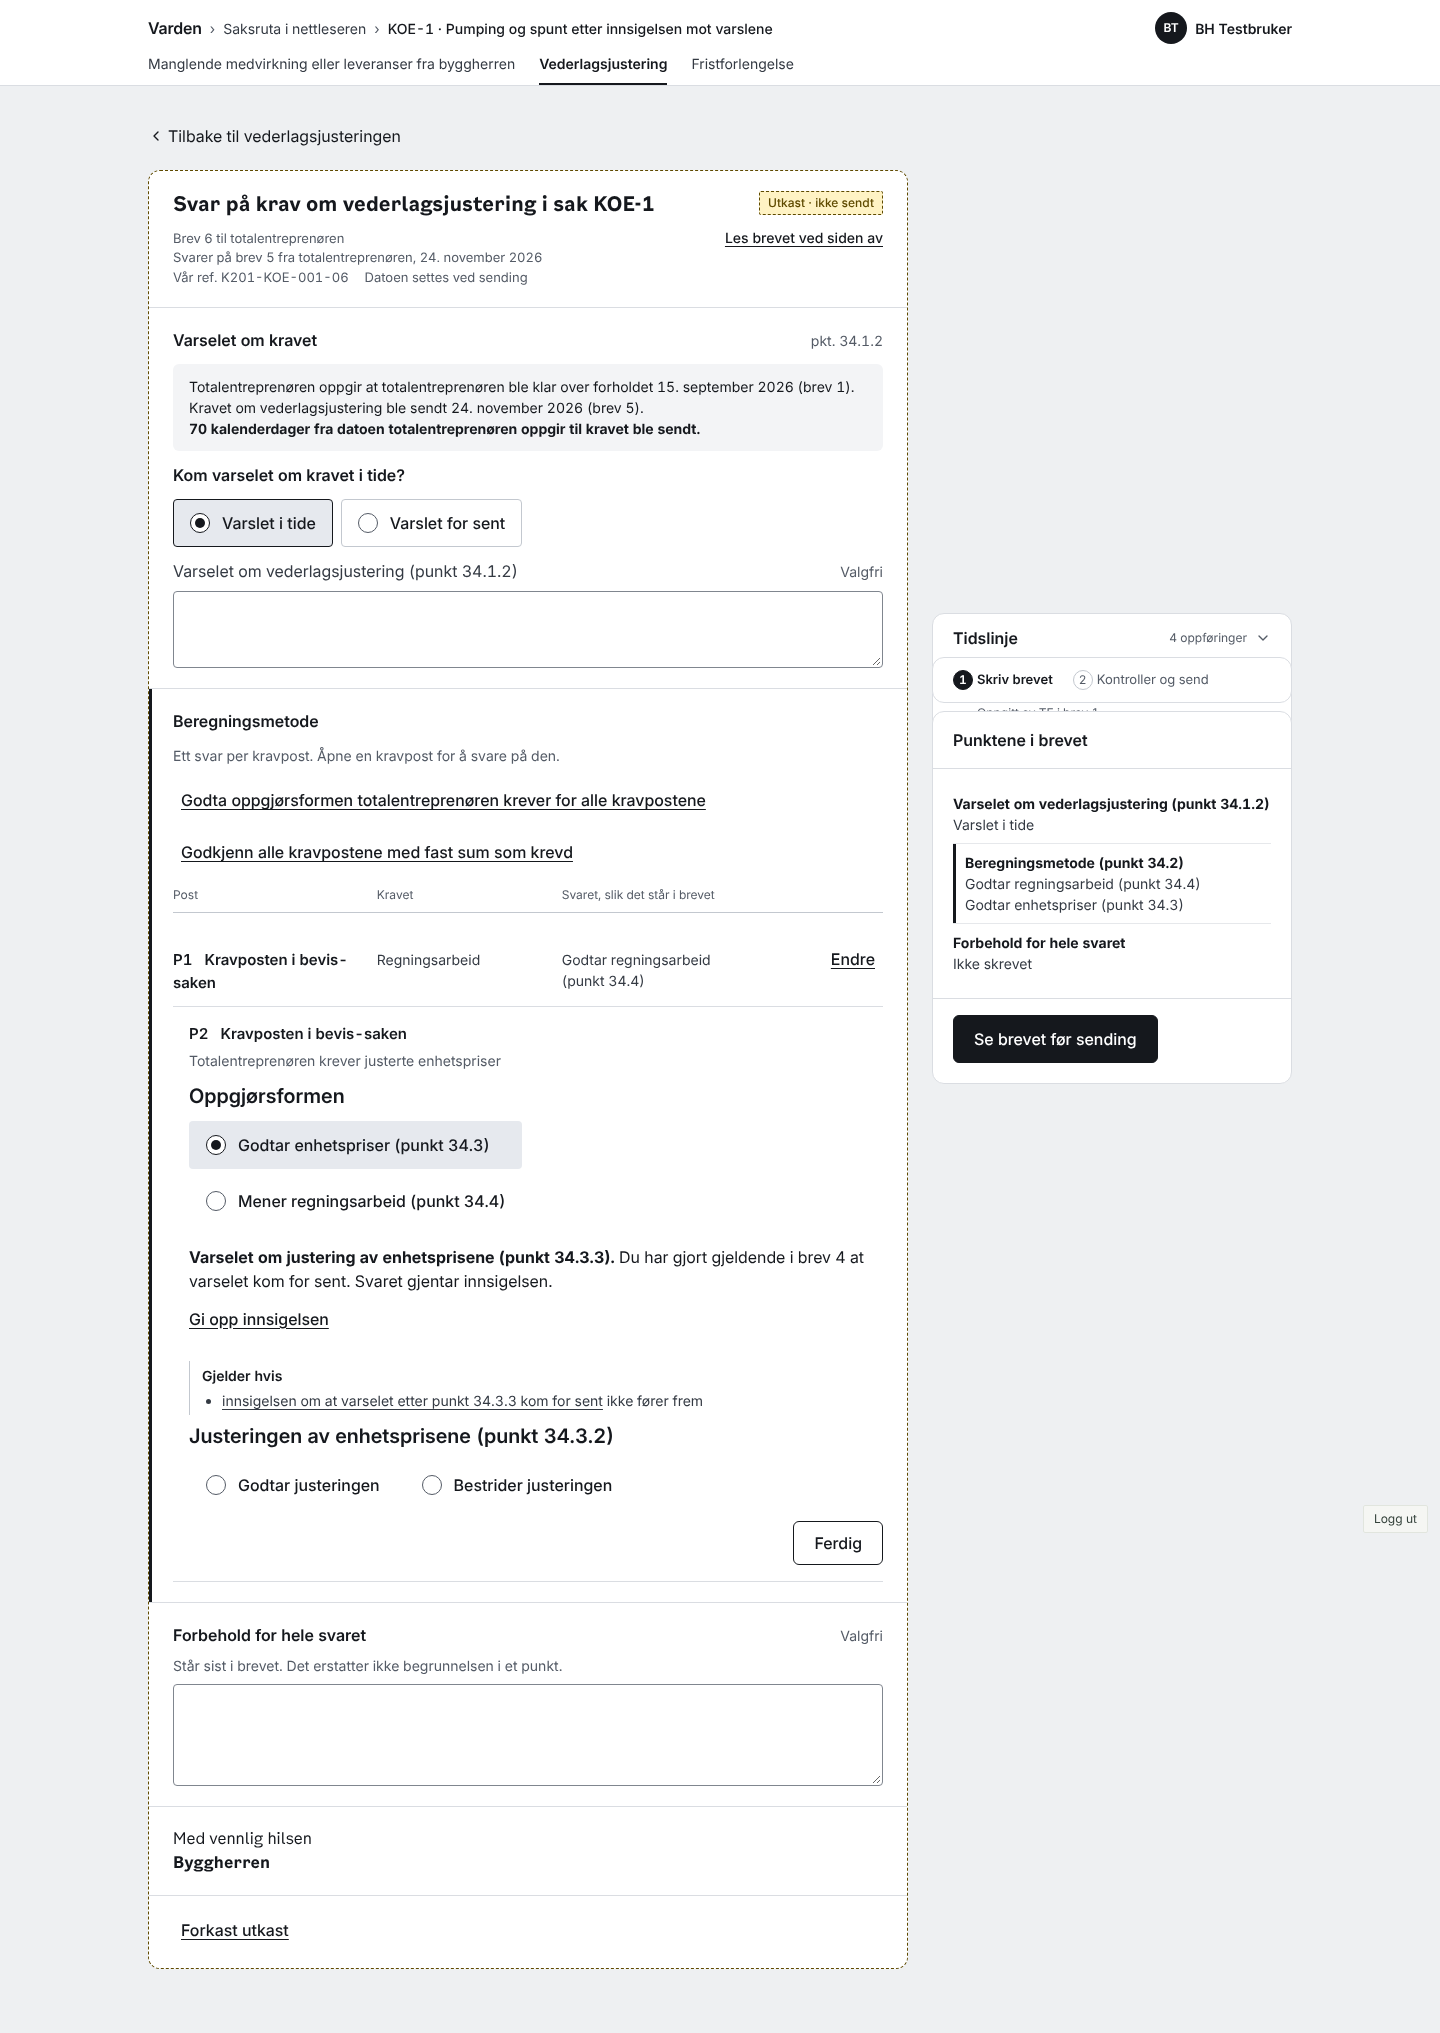 Varden › Saksruta i nettleseren › KOE-1 · Pumping og spunt etter innsigelsen mot varslene
BT BH Testbruker
Manglende medvirkning eller leveranser fra byggherren Vederlagsjustering Fristforlengelse
Tilbake til vederlagsjusteringen
Svar på krav om vederlagsjustering i sak KOE-1
Utkast · ikke sendt
Brev 6 til totalentreprenøren
Les brevet ved siden av
Svarer på brev 5 fra totalentreprenøren, 24. november 2026
Vår ref. K201-KOE-001-06 Datoen settes ved sending
Varselet om kravet
pkt. 34.1.2
Totalentreprenøren oppgir at totalentreprenøren ble klar over forholdet 15. september 2026 (brev 1).
Kravet om vederlagsjustering ble sendt 24. november 2026 (brev 5).
70 kalenderdager fra datoen totalentreprenøren oppgir til kravet ble sendt.
Kom varselet om kravet i tide?
Varslet i tide
Varslet for sent
Varselet om vederlagsjustering (punkt 34.1.2)
Valgfri
Beregningsmetode
Ett svar per kravpost. Åpne en kravpost for å svare på den.
Godta oppgjørsformen totalentreprenøren krever for alle kravpostene
Godkjenn alle kravpostene med fast sum som krevd
Post Kravet Svaret, slik det står i brevet
P1 Kravposten i bevis-
saken
Regningsarbeid
Godtar regningsarbeid
(punkt 34.4)
Endre
P2 Kravposten i bevis-saken
Totalentreprenøren krever justerte enhetspriser
Oppgjørsformen
Godtar enhetspriser (punkt 34.3)
Mener regningsarbeid (punkt 34.4)
Varselet om justering av enhetsprisene (punkt 34.3.3). Du har gjort gjeldende i brev 4 at
varselet kom for sent. Svaret gjentar innsigelsen.
Gi opp innsigelsen
Gjelder hvis
• innsigelsen om at varselet etter punkt 34.3.3 kom for sent ikke fører frem
Justeringen av enhetsprisene (punkt 34.3.2)
Godtar justeringen
Bestrider justeringen
Ferdig
Forbehold for hele svaret
Valgfri
Står sist i brevet. Det erstatter ikke begrunnelsen i et punkt.
Med vennlig hilsen
Byggherren
Forkast utkast
Tidslinje
4 oppføringer
1 Skriv brevet
2 Kontroller og send
Punktene i brevet
Varselet om vederlagsjustering (punkt 34.1.2)
Varslet i tide
Beregningsmetode (punkt 34.2)
Godtar regningsarbeid (punkt 34.4)
Godtar enhetspriser (punkt 34.3)
Forbehold for hele svaret
Ikke skrevet
Se brevet før sending
Logg ut